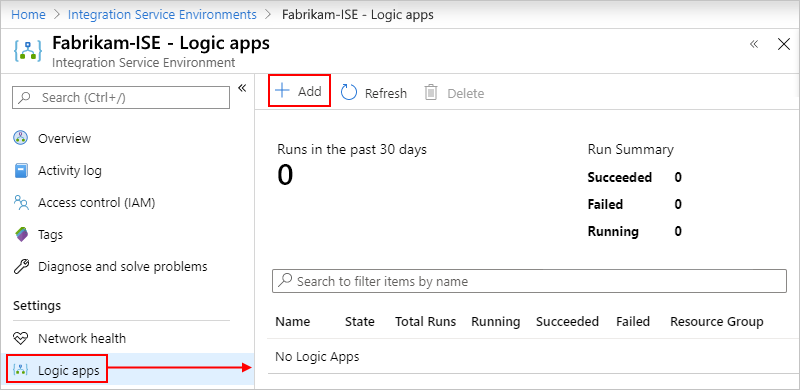 Home > Integration Service Environments > Fabrikam-ISE - Logic apps
Fabrikam-ISE - Logic apps
Integration Service Environment
Search (Ctrl+/)
Overview
Activity log
Access control (IAM)
Tags
Diagnose and solve problems
Settings
Network health
Logic apps
Add Refresh Delete
Runs in the past 30 days
0
Run Summary
Succeeded 0
Failed 0
Running 0
Search to filter items by name
Name State Total Runs Running Succeeded Failed Resource Group
No Logic Apps